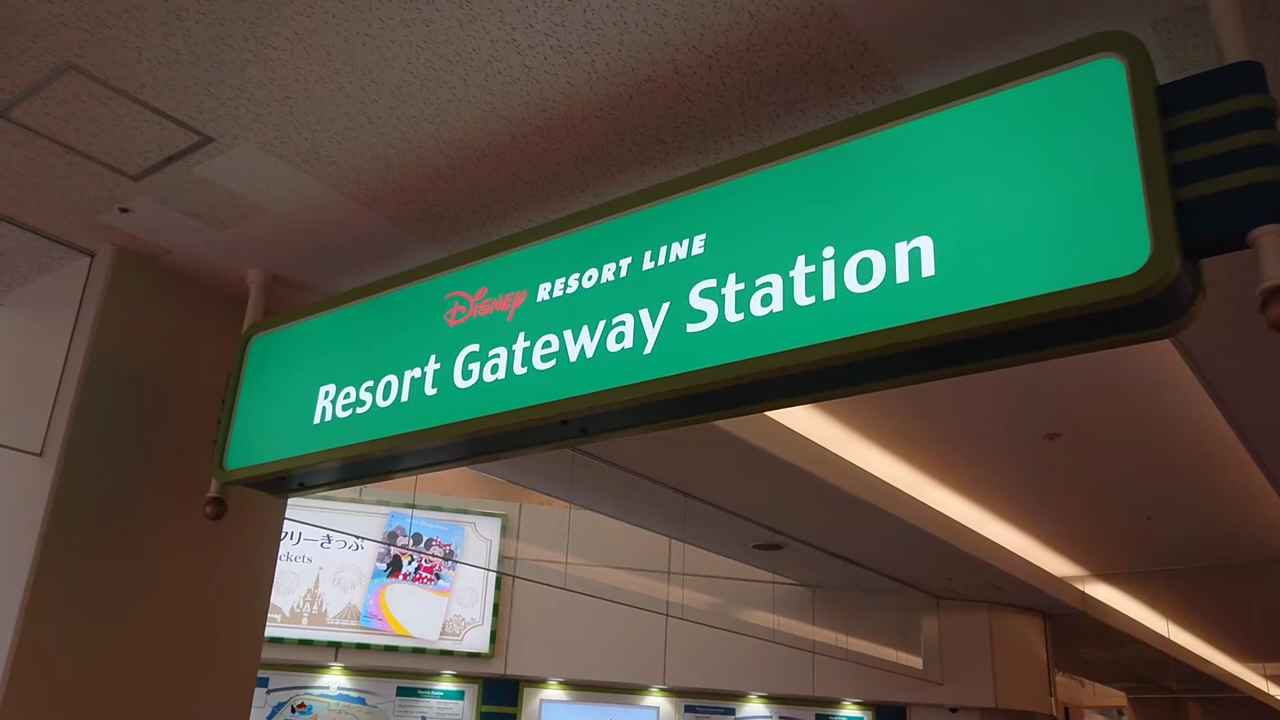 Disney RESORT LINE
Resort Gateway Station
フリーきっぷ
ckets